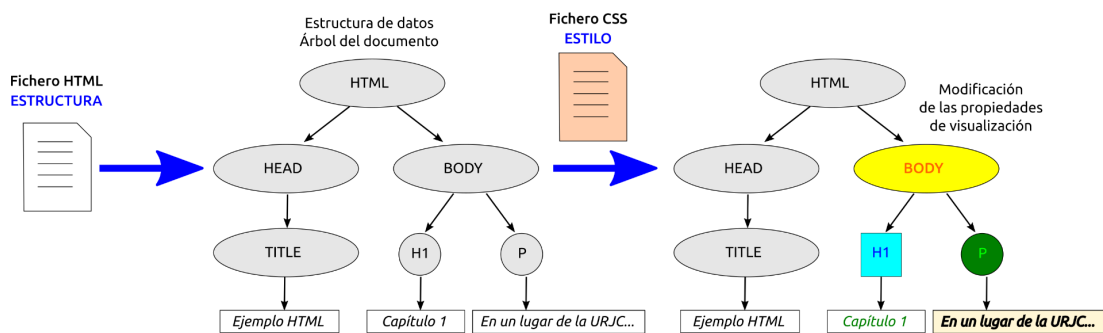 Fichero HTML
ESTRUCTURA
Estructura de datos
Árbol del documento
HTML
HEAD
BODY
TITLE
H1
P
Ejemplo HTML
Capítulo 1
En un lugar de la URJC...
Fichero CSS
ESTILO
HTML
Modificación
de las propiedades
de visualización
HEAD
BODY
TITLE
H1
P
Ejemplo HTML
Capítulo 1
En un lugar de la URJC...